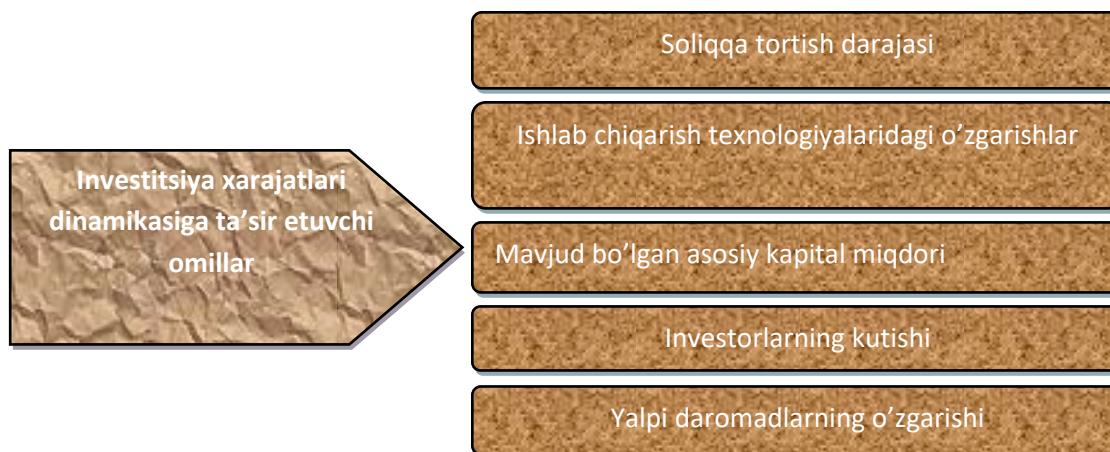 Investitsiya xarajatlari
dinamikasiga ta’sir etuvchi
omillar
Soliqqa tortish darajasi
Ishlab chiqarish texnologiyalaridagi o’zgarishlar
Mavjud bo’lgan asosiy kapital miqdori
Investorlarning kutishi
Yalpi daromadlarning o’zgarishi